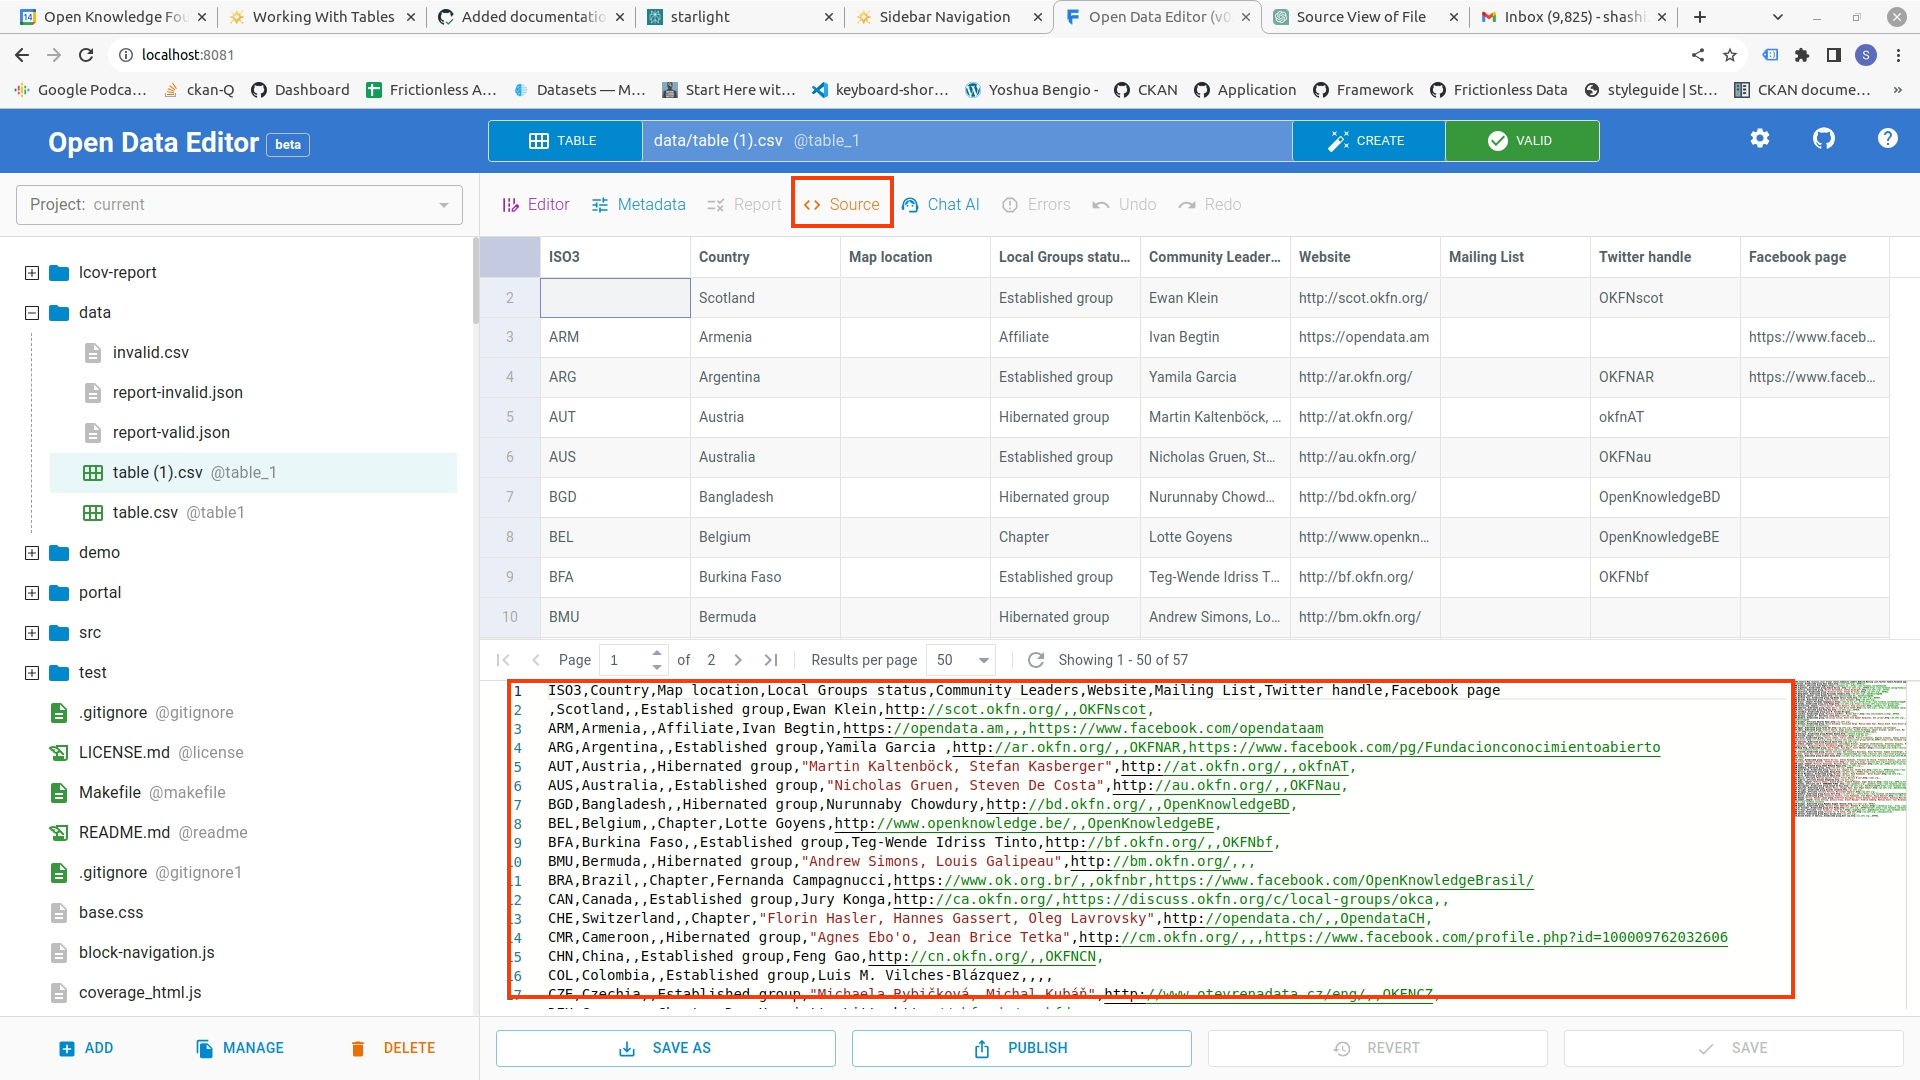 Open Knowledge Fou
Working With Tables
Added documentatio
starlight
Sidebar Navigation
Open Data Editor (v0
Source View of File
Inbox (9,825) - shashi
localhost:8081
S
Google Podca...
ckan-Q
Dashboard
Frictionless A...
Datasets — M...
Start Here wit...
keyboard-shor...
Yoshua Bengio -
CKAN
Application
Framework
Frictionless Data
styleguide | St...
CKAN docume...
»
Open Data Editor beta
TABLE
data/table (1).csv @table_1
CREATE
VALID
Project: current
Editor
Metadata
Report
Source
Chat AI
Errors
Undo
Redo
lcov-report
data
invalid.csv
report-invalid.json
report-valid.json
table (1).csv @table_1
table.csv @table1
demo
portal
src
test
.gitignore @gitignore
LICENSE.md @license
Makefile @makefile
README.md @readme
.gitignore @gitignore1
base.css
block-navigation.js
coverage_html.js
ISO3 Country Map location Local Groups statu... Community Leader... Website Mailing List Twitter handle Facebook page
2 Scotland Established group Ewan Klein http://scot.okfn.org/ OKFNscot
3 ARM Armenia Affiliate Ivan Begtin https://opendata.am https://www.faceb...
4 ARG Argentina Established group Yamila Garcia http://ar.okfn.org/ OKFNAR https://www.faceb...
5 AUT Austria Hibernated group Martin Kaltenböck, ... http://at.okfn.org/ okfnAT
6 AUS Australia Established group Nicholas Gruen, St... http://au.okfn.org/ OKFNau
7 BGD Bangladesh Hibernated group Nurunnaby Chowd... http://bd.okfn.org/ OpenKnowledgeBD
8 BEL Belgium Chapter Lotte Goyens http://www.openkn... OpenKnowledgeBE
9 BFA Burkina Faso Established group Teg-Wende Idriss T... http://bf.okfn.org/ OKFNbf
10 BMU Bermuda Hibernated group Andrew Simons, Lo... http://bm.okfn.org/
Page 1 of 2 Results per page 50 Showing 1 - 50 of 57
1 ISO3,Country,Map location,Local Groups status,Community Leaders,Website,Mailing List,Twitter handle,Facebook page
2 ,Scotland,,Established group,Ewan Klein,http://scot.okfn.org/,,OKFNscot,
3 ARM,Armenia,,Affiliate,Ivan Begtin,https://opendata.am,,,https://www.facebook.com/opendataam
4 ARG,Argentina,,Established group,Yamila Garcia ,http://ar.okfn.org/,,OKFNAR,https://www.facebook.com/pg/Fundacionconocimientoabierto
5 AUT,Austria,,Hibernated group,"Martin Kaltenböck, Stefan Kasberger",http://at.okfn.org/,,okfnAT,
6 AUS,Australia,,Established group,"Nicholas Gruen, Steven De Costa",http://au.okfn.org/,,OKFNau,
7 BGD,Bangladesh,,Hibernated group,Nurunnaby Chowdury,http://bd.okfn.org/,,OpenKnowledgeBD,
8 BEL,Belgium,,Chapter,Lotte Goyens,http://www.openknowledge.be/,,OpenKnowledgeBE,
9 BFA,Burkina Faso,,Established group,Teg-Wende Idriss Tinto,http://bf.okfn.org/,,OKFNbf,
10 BMU,Bermuda,,Hibernated group,"Andrew Simons, Louis Galipeau",http://bm.okfn.org/,,,
11 BRA,Brazil,,Chapter,Fernanda Campagnucci,https://www.ok.org.br/,,okfnbr,https://www.facebook.com/OpenKnowledgeBrasil/
12 CAN,Canada,,Established group,Jury Konga,http://ca.okfn.org/,https://discuss.okfn.org/c/local-groups/okca,,
13 CHE,Switzerland,,Chapter,"Florin Hasler, Hannes Gassert, Oleg Lavrovsky",http://opendata.ch/,,OpendataCH,
14 CMR,Cameroon,,Hibernated group,"Agnes Ebo'o, Jean Brice Tetka",http://cm.okfn.org/,,,https://www.facebook.com/profile.php?id=100009762032606
15 CHN,China,,Established group,Feng Gao,http://cn.okfn.org/,,OKFNCN,
16 COL,Colombia,,Established group,Luis M. Vilches-Blázquez,,,,
17 CZE,Czechia,,Established group,"Michaela Rybičková, Michal Kubáň",http://www.otevrenadata.cz/eng/,,OKFNCZ,
ADD
MANAGE
DELETE
SAVE AS
PUBLISH
REVERT
SAVE